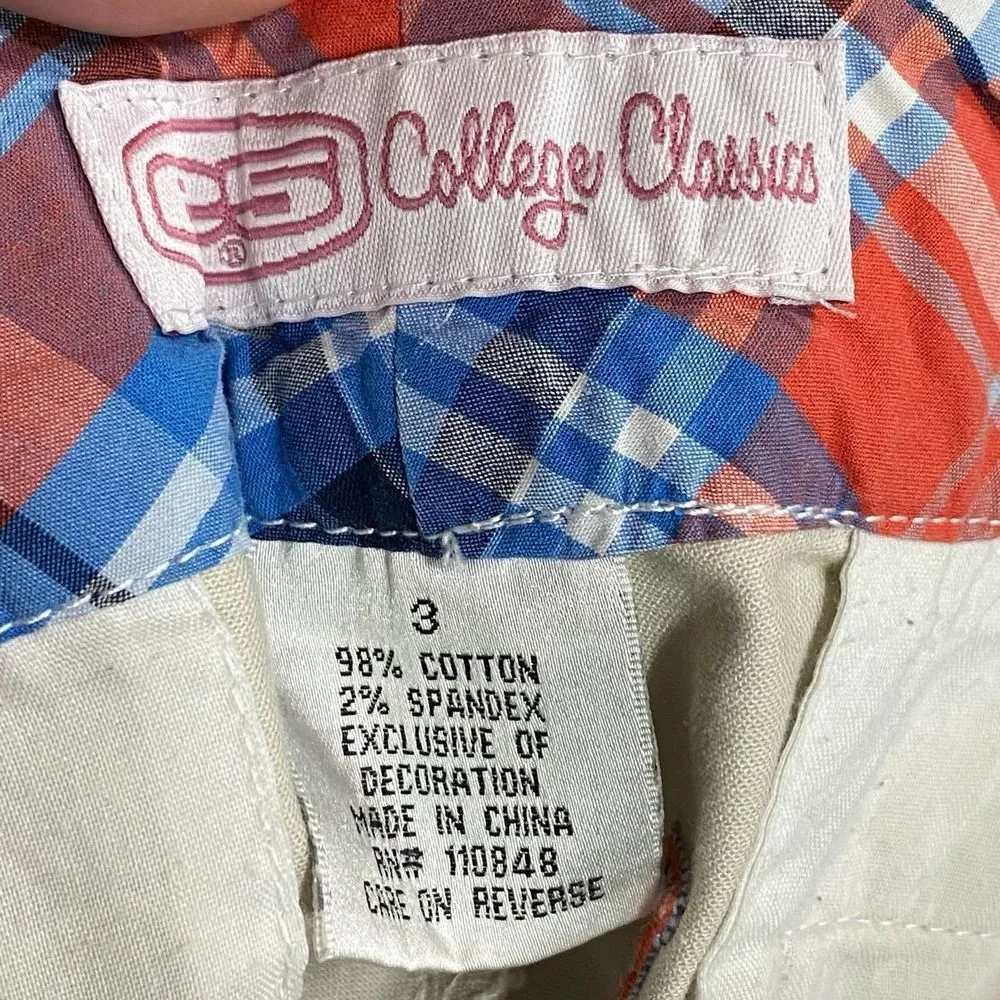 College Classics
®
3
98% COTTON
2% SPANDEX
EXCLUSIVE OF
DECORATION
MADE IN CHINA
RN# 110848
CARE ON REVERSE